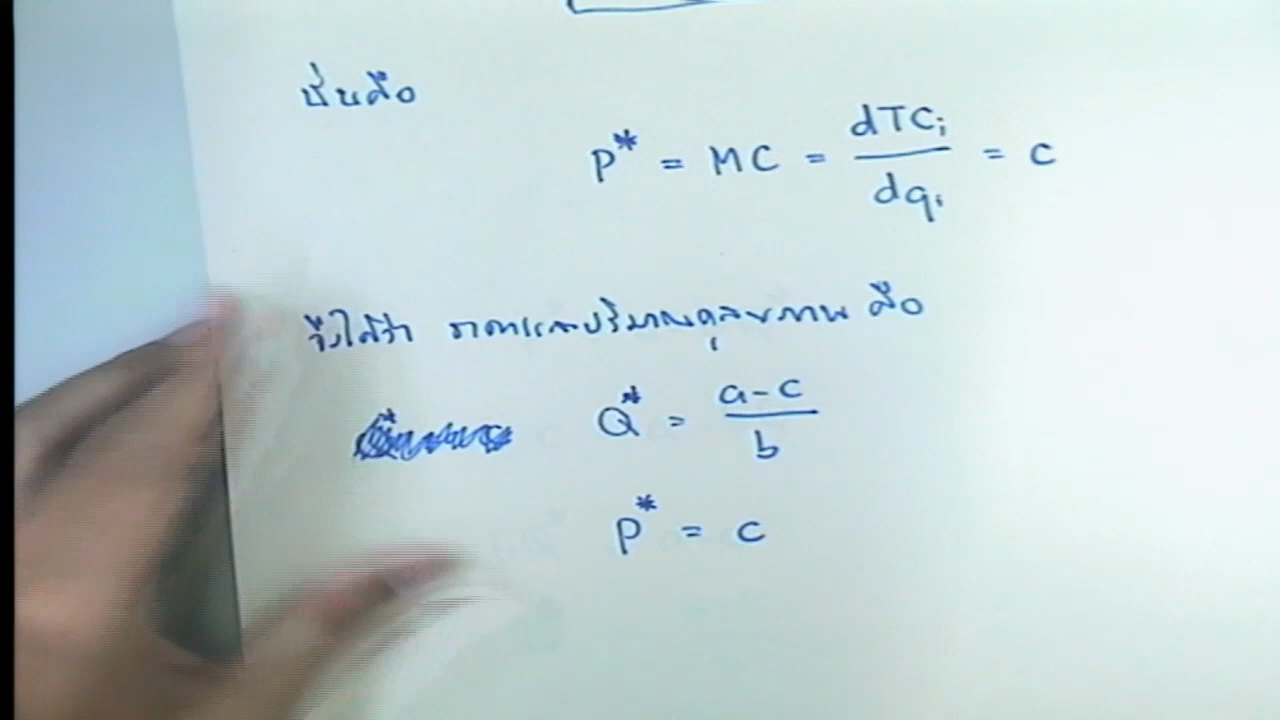 นั่นคือ
P* = MC = dTCi/dqi = c
จึงได้ว่า ราคาและปริมาณดุลยภาพ คือ
Q* = a-c/b
P* = c